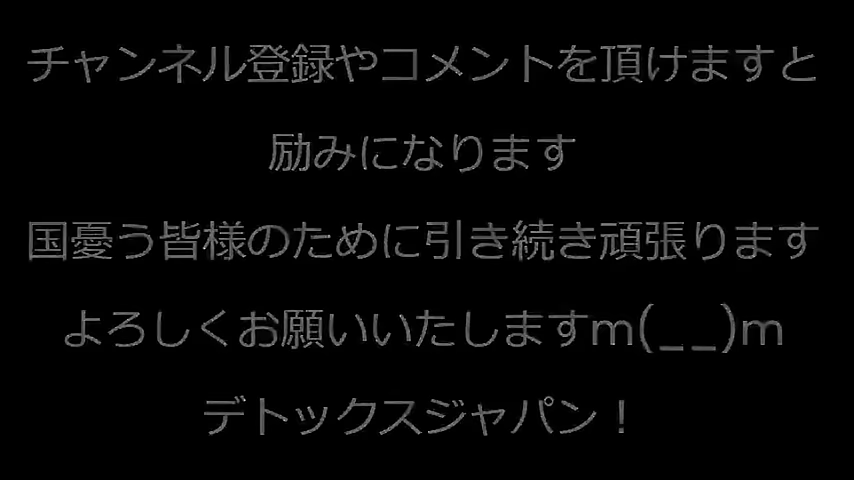 チャンネル登録やコメントを頂けますと
励みになります
国憂う皆様のために引き続き頑張ります
よろしくお願いいたしますm(__)m
デトックスジャパン！